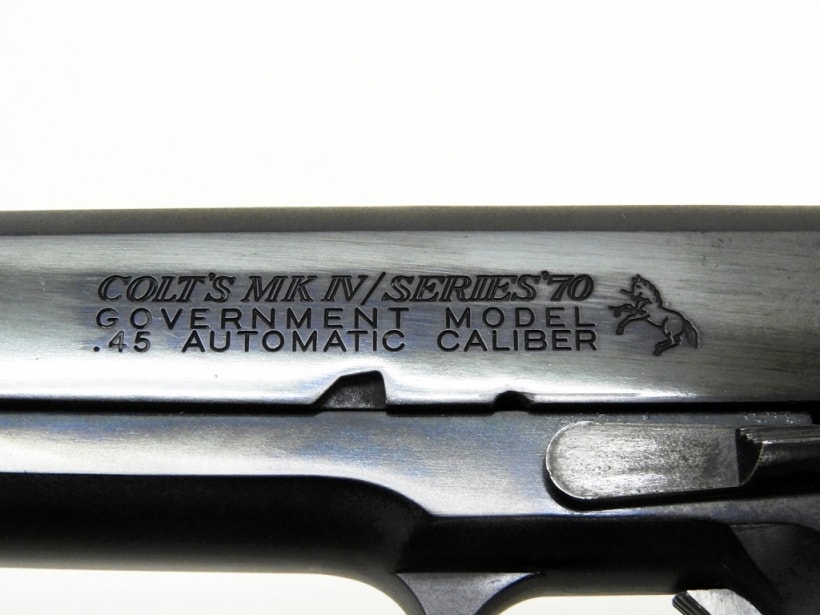 COLT'S MK IV/SERIES'70
GOVERNMENT MODEL
.45 AUTOMATIC CALIBER